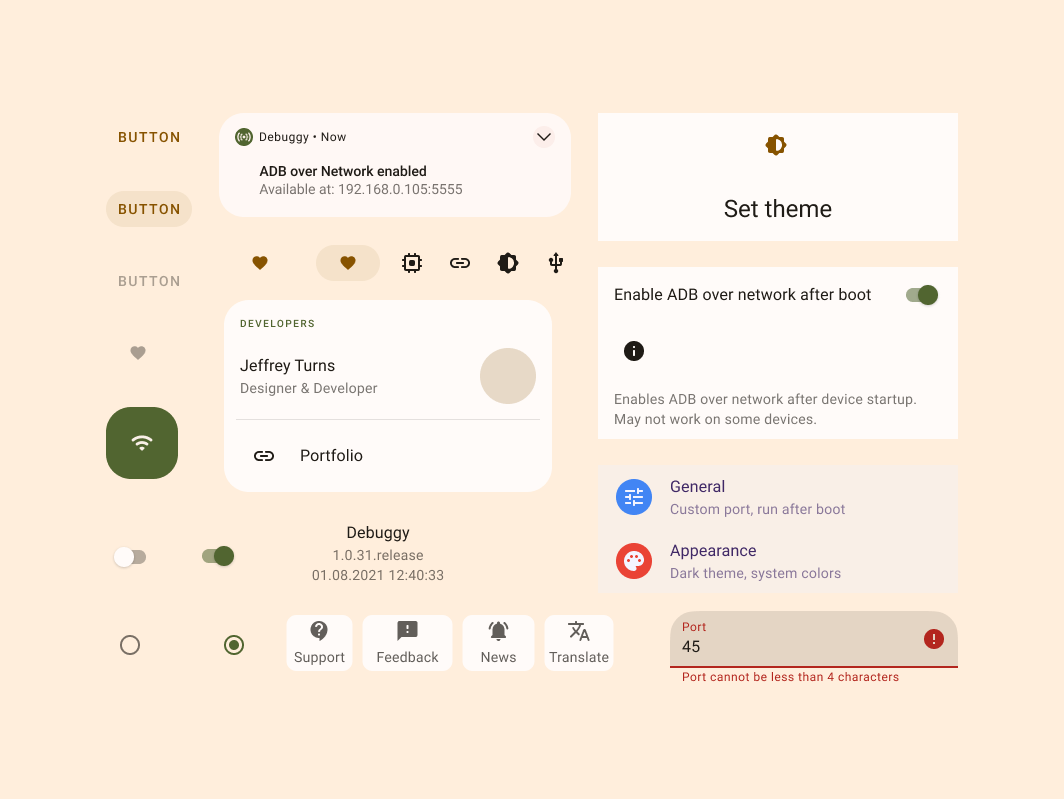 BUTTON
BUTTON
BUTTON
Debuggy • Now
ADB over Network enabled
Available at: 192.168.0.105:5555
DEVELOPERS
Jeffrey Turns
Designer & Developer
Portfolio
Debuggy
1.0.31.release
01.08.2021 12:40:33
Support
Feedback
News
Translate
Set theme
Enable ADB over network after boot
Enables ADB over network after device startup.
May not work on some devices.
General
Custom port, run after boot
Appearance
Dark theme, system colors
Port
45
Port cannot be less than 4 characters